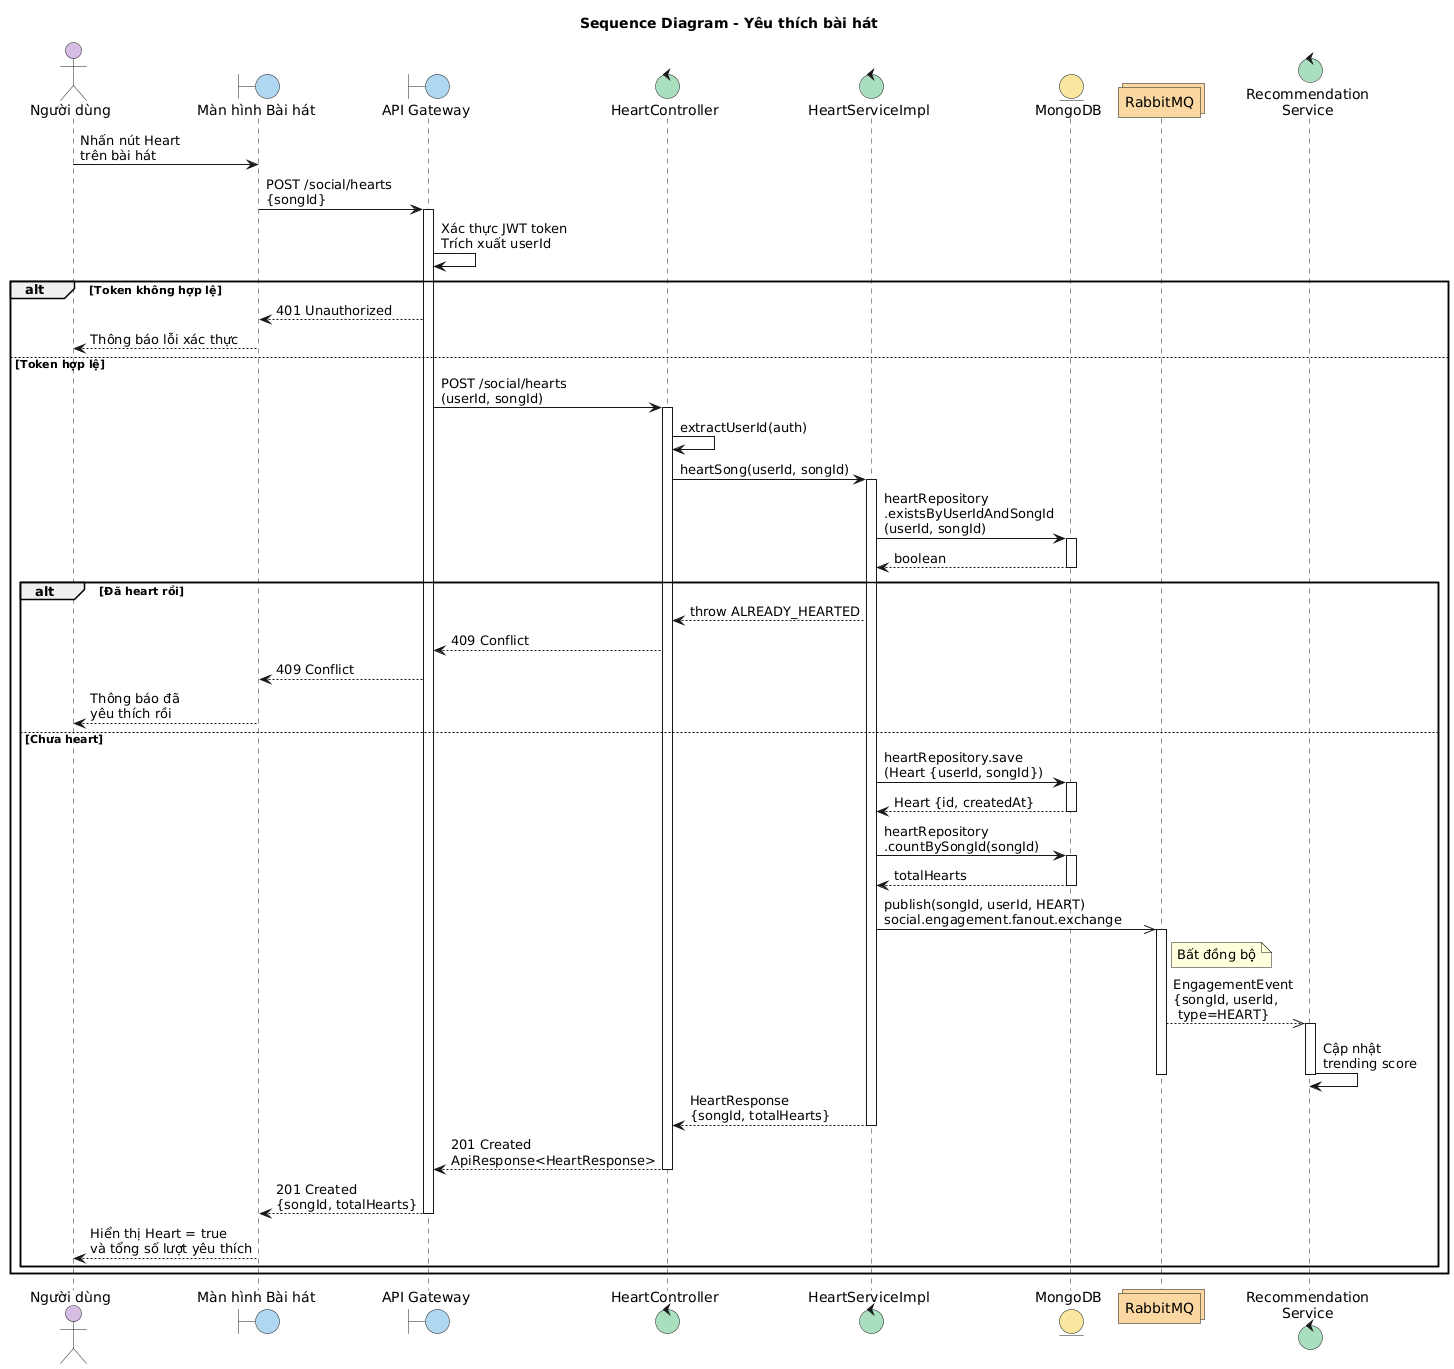 Sequence Diagram - Yêu thích bài hát
Người dùng
Màn hình Bài hát
API Gateway
HeartController
HeartServiceImpl
MongoDB
RabbitMQ
Recommendation
Service
Nhấn nút Heart
trên bài hát
POST /social/hearts
{songId}
Xác thực JWT token
Trích xuất userId
alt
[Token không hợp lệ]
401 Unauthorized
Thông báo lỗi xác thực
[Token hợp lệ]
POST /social/hearts
(userId, songId)
extractUserId(auth)
heartSong(userId, songId)
heartRepository
.existsByUserIdAndSongId
(userId, songId)
boolean
alt
[Đã heart rồi]
throw ALREADY_HEARTED
409 Conflict
409 Conflict
Thông báo đã
yêu thích rồi
[Chưa heart]
heartRepository.save
(Heart {userId, songId})
Heart {id, createdAt}
heartRepository
.countBySongId(songId)
totalHearts
publish(songId, userId, HEART)
social.engagement.fanout.exchange
Bất đồng bộ
EngagementEvent
{songId, userId,
type=HEART}
Cập nhật
trending score
HeartResponse
{songId, totalHearts}
201 Created
ApiResponse<HeartResponse>
201 Created
{songId, totalHearts}
Hiển thị Heart = true
và tổng số lượt yêu thích
Người dùng
Màn hình Bài hát
API Gateway
HeartController
HeartServiceImpl
MongoDB
RabbitMQ
Recommendation
Service